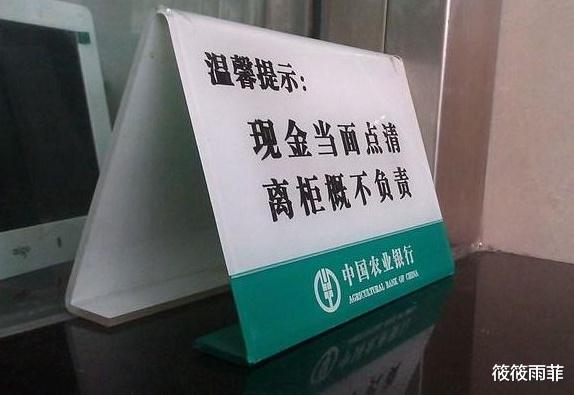 温馨提示:
现金当面点清
离柜概不负责
中国农业银行
AGRICULTURAL BANK OF CHINA
筱筱雨菲